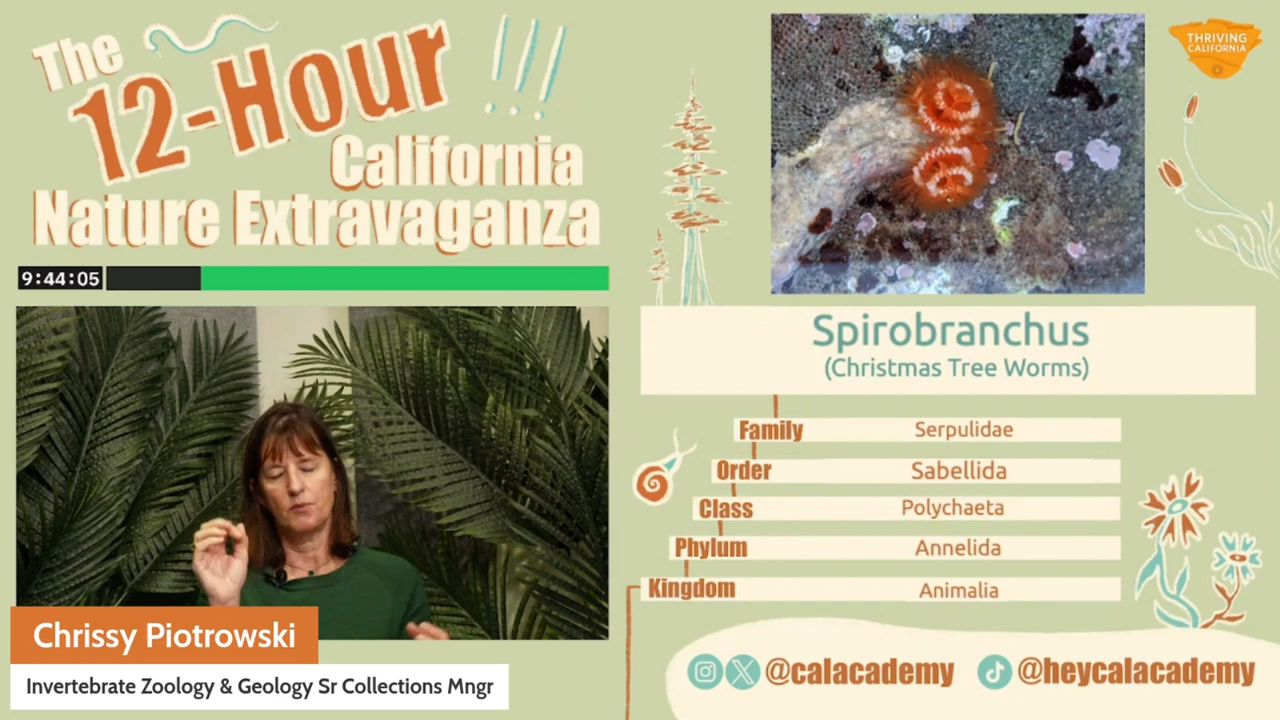 The
12-Hour !!!
California
Nature Extravaganza
9:44:05
THRIVING
CALIFORNIA
Spirobranchus
(Christmas Tree Worms)
Family Serpulidae
Order Sabellida
Class Polychaeta
Phylum Annelida
Kingdom Animalia
Chrissy Piotrowski
Invertebrate Zoology & Geology Sr Collections Mngr
@calacademy @heycalacademy